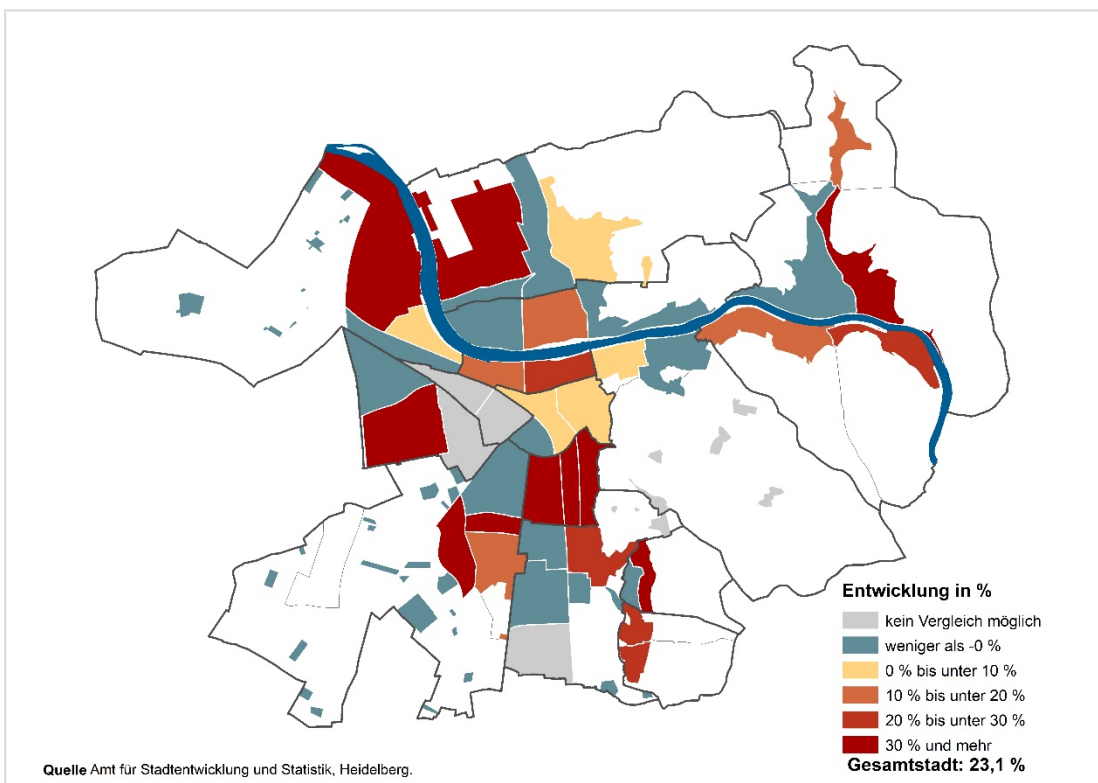 Entwicklung in %
kein Vergleich möglich
weniger als -0 %
0 % bis unter 10 %
10 % bis unter 20 %
20 % bis unter 30 %
30 % und mehr
Gesamtstadt: 23,1 %
Quelle Amt für Stadtentwicklung und Statistik, Heidelberg.